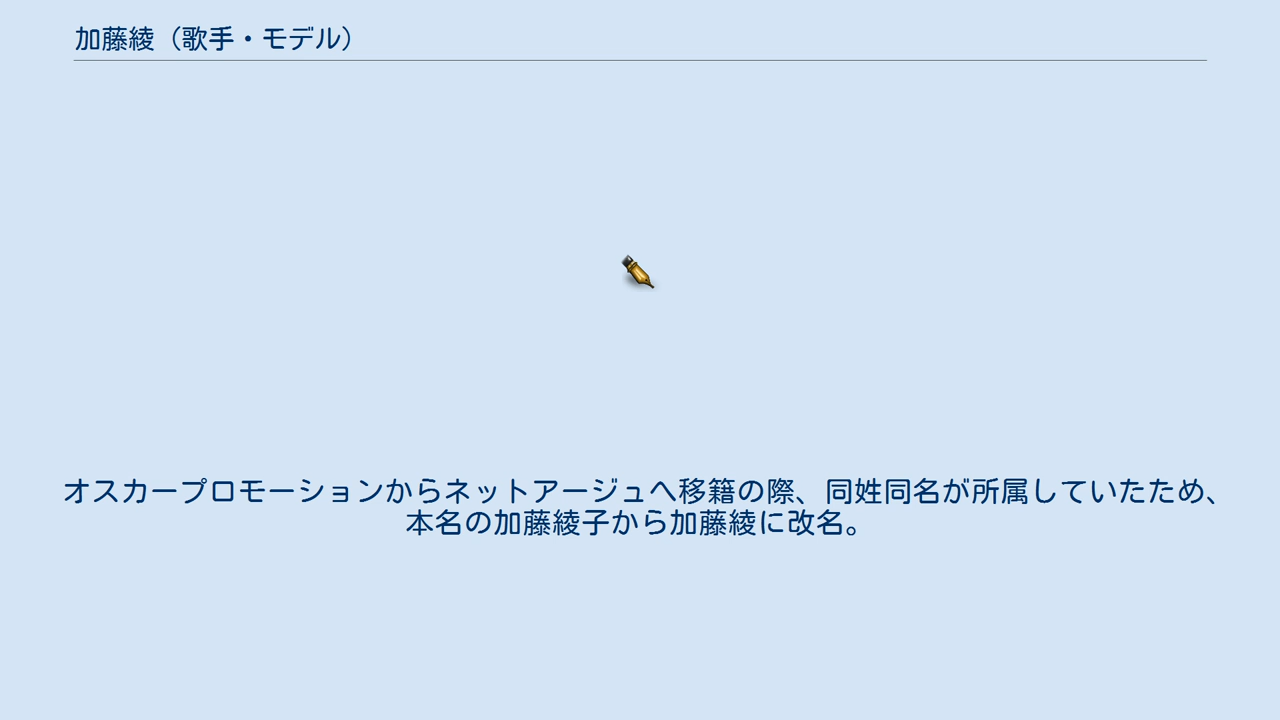 加藤綾（歌手・モデル）
オスカープロモーションからネットアージュへ移籍の際、同姓同名が所属していたため、
本名の加藤綾子から加藤綾に改名。